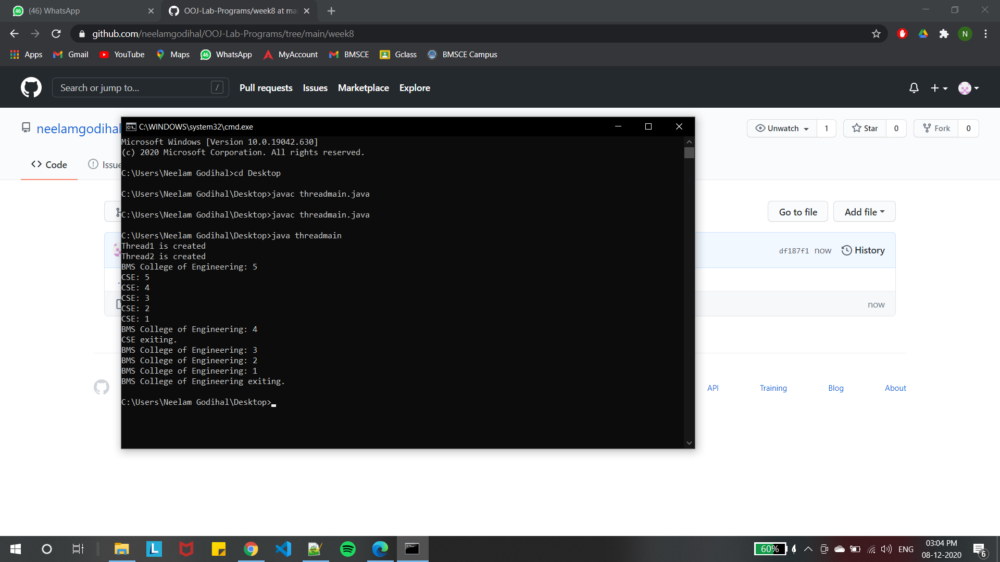 (46) WhatsApp
OOJ-Lab-Programs/week8 at ma
github.com/neelamgodihal/OOJ-Lab-Programs/tree/main/week8
N
Apps Gmail YouTube Maps 46 WhatsApp MyAccount BMSCE Gclass BMSCE Campus
Search or jump to... /
Pull requests Issues Marketplace Explore
neelamgodihal
Unwatch 1 Star 0 Fork 0
Code
Issue
C:\WINDOWS\system32\cmd.exe
Microsoft Windows [Version 10.0.19042.630]
(c) 2020 Microsoft Corporation. All rights reserved.
C:\Users\Neelam Godihal>cd Desktop
C:\Users\Neelam Godihal\Desktop>javac threadmain.java
C:\Users\Neelam Godihal\Desktop>javac threadmain.java
C:\Users\Neelam Godihal\Desktop>java threadmain
Thread1 is created
Thread2 is created
BMS College of Engineering: 5
CSE: 5
CSE: 4
CSE: 3
CSE: 2
CSE: 1
BMS College of Engineering: 4
CSE exiting.
BMS College of Engineering: 3
BMS College of Engineering: 2
BMS College of Engineering: 1
BMS College of Engineering exiting.
C:\Users\Neelam Godihal\Desktop>
Go to file Add file
df187f1 now History
now
API Training Blog About
L
60% ENG
03:04 PM
08-12-2020
6